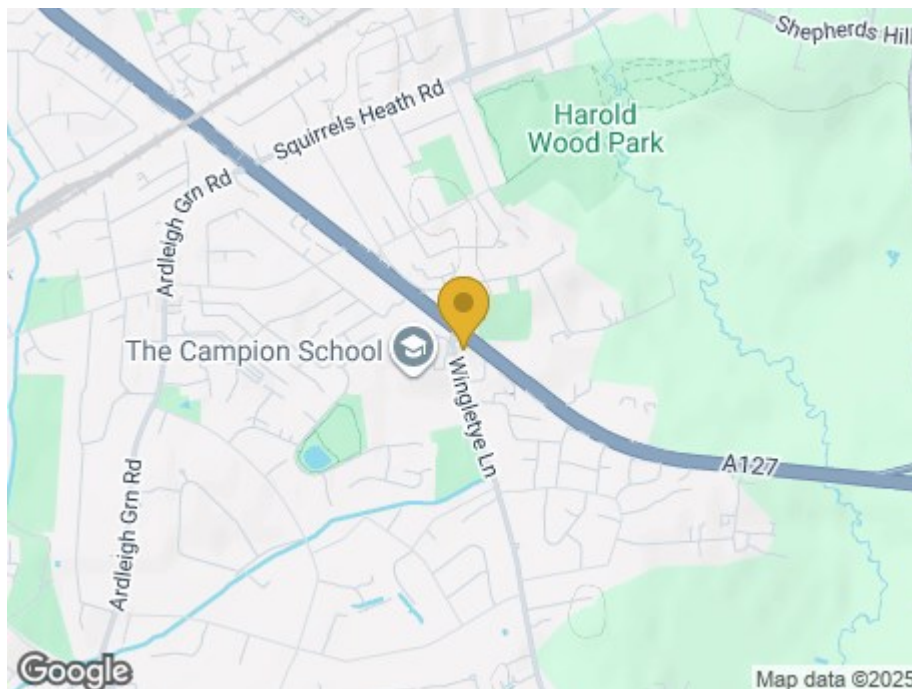 Shepherds Hill
Squirrels Heath Rd
Harold
Wood Park
Ardleigh Grn Rd
The Campion School
Wingletye Ln
A127
Ardleigh Grn Rd
Google
Map data ©2025